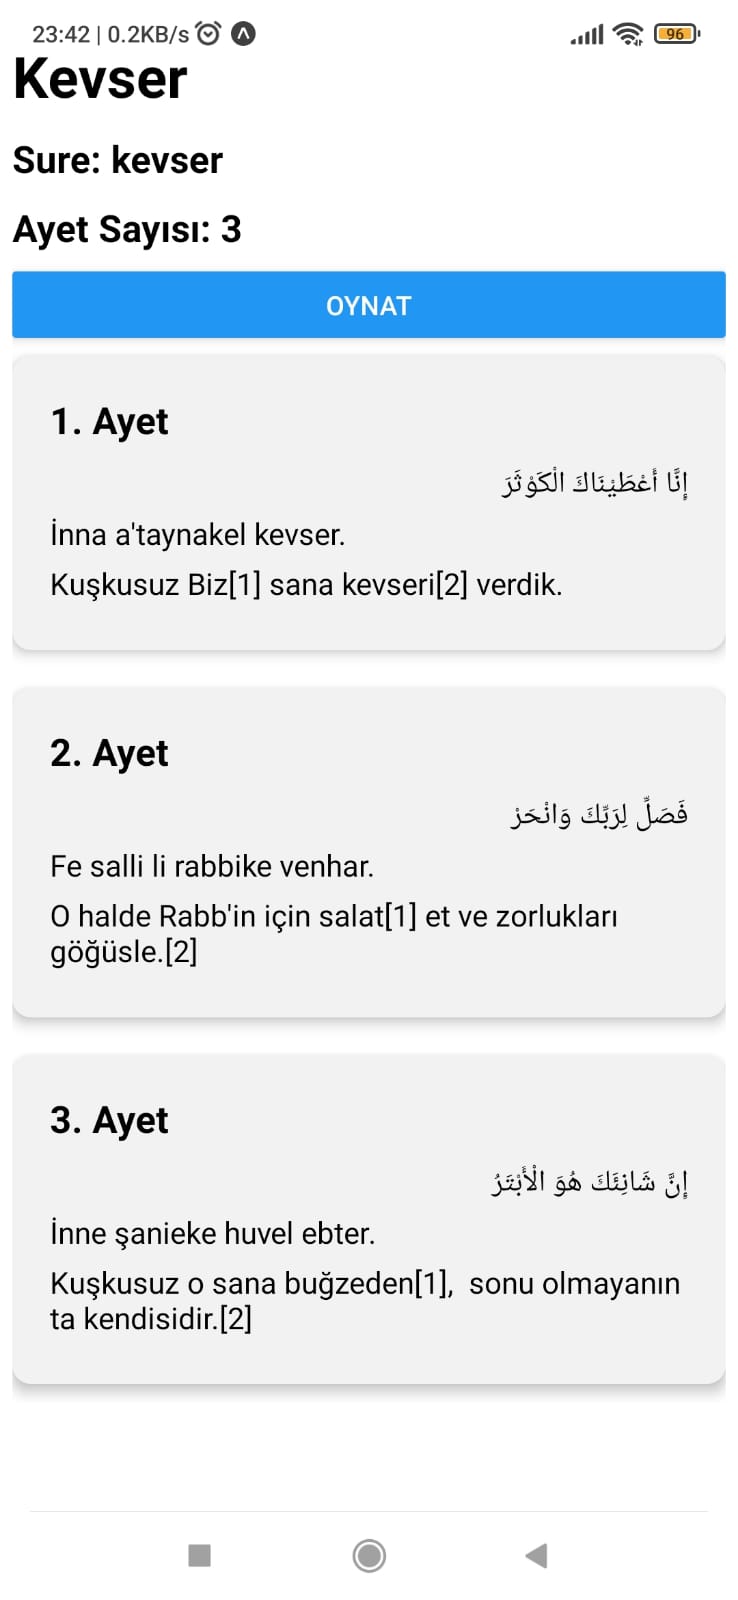 23:42 | 0.2KB/s
96
Kevser
Sure: kevser
Ayet Sayısı: 3
OYNAT
1. Ayet
إِنَّا أَعْطَيْنَاكَ الْكَوْثَرَ
İnna a'taynakel kevser.
Kuşkusuz Biz[1] sana kevseri[2] verdik.
2. Ayet
فَصَلِّ لِرَبِّكَ وَانْحَرْ
Fe salli li rabbike venhar.
O halde Rabb'in için salat[1] et ve zorlukları
göğüsle.[2]
3. Ayet
إِنَّ شَانِئَكَ هُوَ الْأَبْتَرُ
İnne şanieke huvel ebter.
Kuşkusuz o sana buğzeden[1],  sonu olmayanın
ta kendisidir.[2]